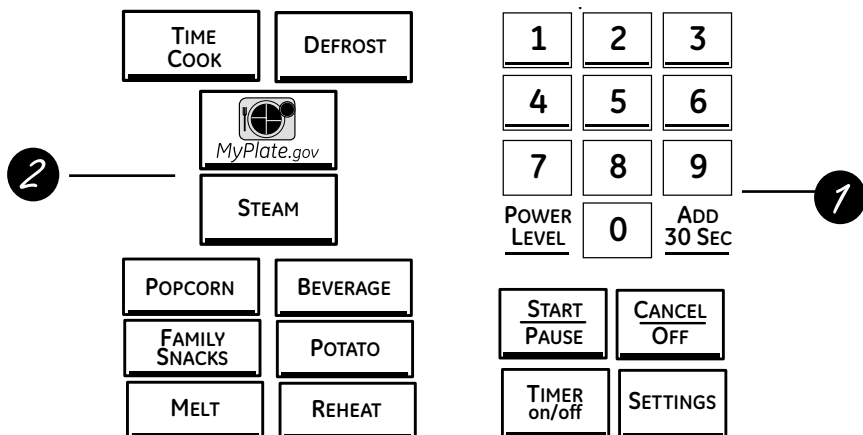 TIME
COOK
DEFROST
MyPlate.gov
STEAM
2
POPCORN
BEVERAGE
FAMILY
SNACKS
POTATO
MELT
REHEAT
1 2 3
4 5 6
7 8 9
POWER
LEVEL
0
ADD
30 SEC
1
START
PAUSE
CANCEL
OFF
TIMER
on/off
SETTINGS